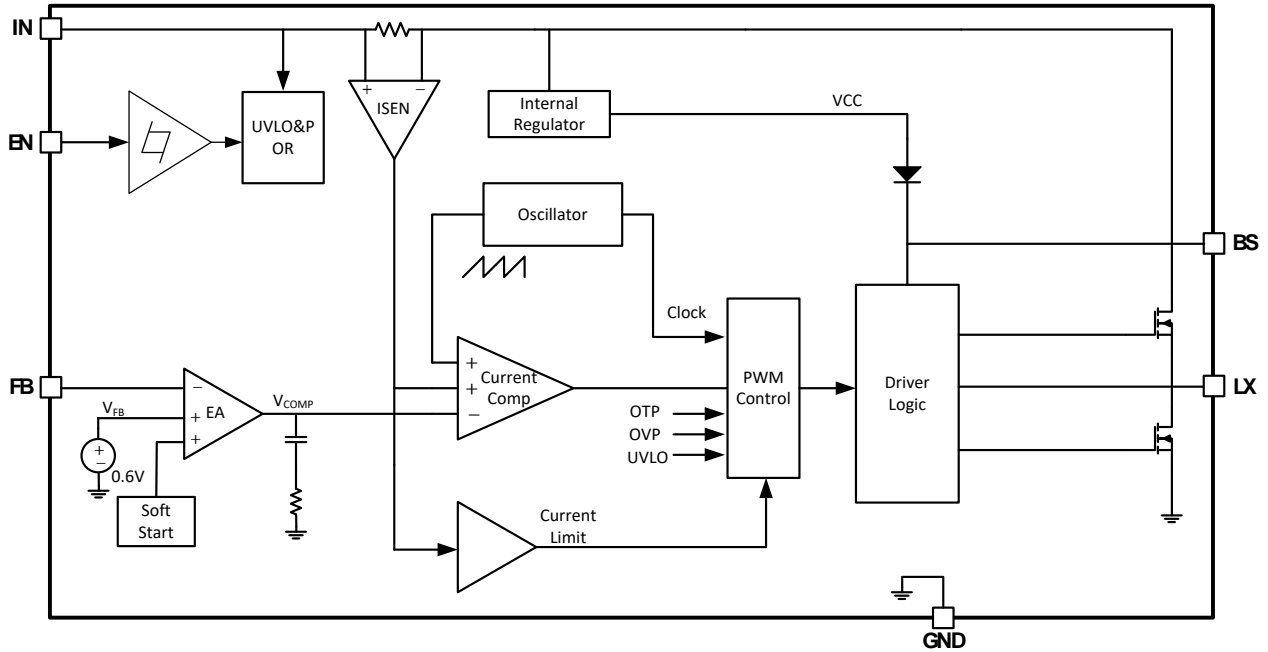 IN
+ −
ISEN
Internal
Regulator
VCC
EN
UVLO&P
OR
Oscillator
BS
Clock
FB
−
EA
V_FB
+
+
V_COMP
+
+
−
Current
Comp
PWM
Control
Driver
Logic
LX
OTP
OVP
UVLO
+
−
0.6V
Soft
Start
Current
Limit
GND